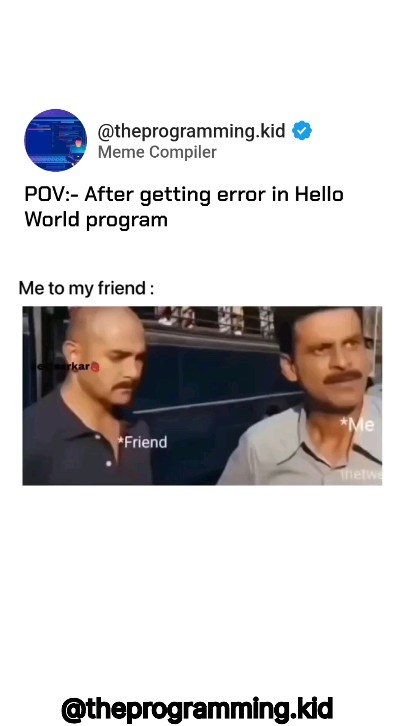 @theprogramming.kid
Meme Compiler
POV:- After getting error in Hello
World program
Me to my friend :
*Friend
*Me
@theprogramming.kid